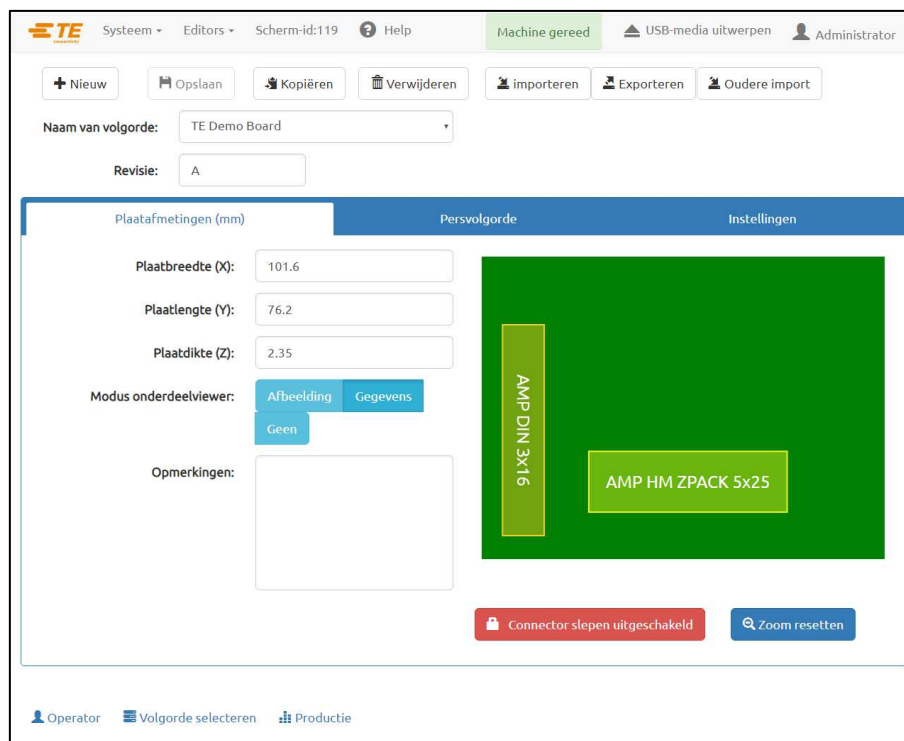 TE connectivity Systeem Editors Scherm-id:119 Help Machine gereed USB-media uitwerpen Administrator
Nieuw Opslaan Kopiëren Verwijderen importeren Exporteren Oudere import
Naam van volgorde: TE Demo Board
Revisie: A
Plaatafmetingen (mm) Persvolgorde Instellingen
Plaatbreedte (X): 101.6
Plaatlengte (Y): 76.2
Plaatdikte (Z): 2.35
Modus onderdeelviewer: Afbeelding Gegevens
Geen
Opmerkingen:
AMP DIN 3x16
AMP HM ZPACK 5x25
Connector slepen uitgeschakeld Zoom resetten
Operator Volgorde selecteren Productie